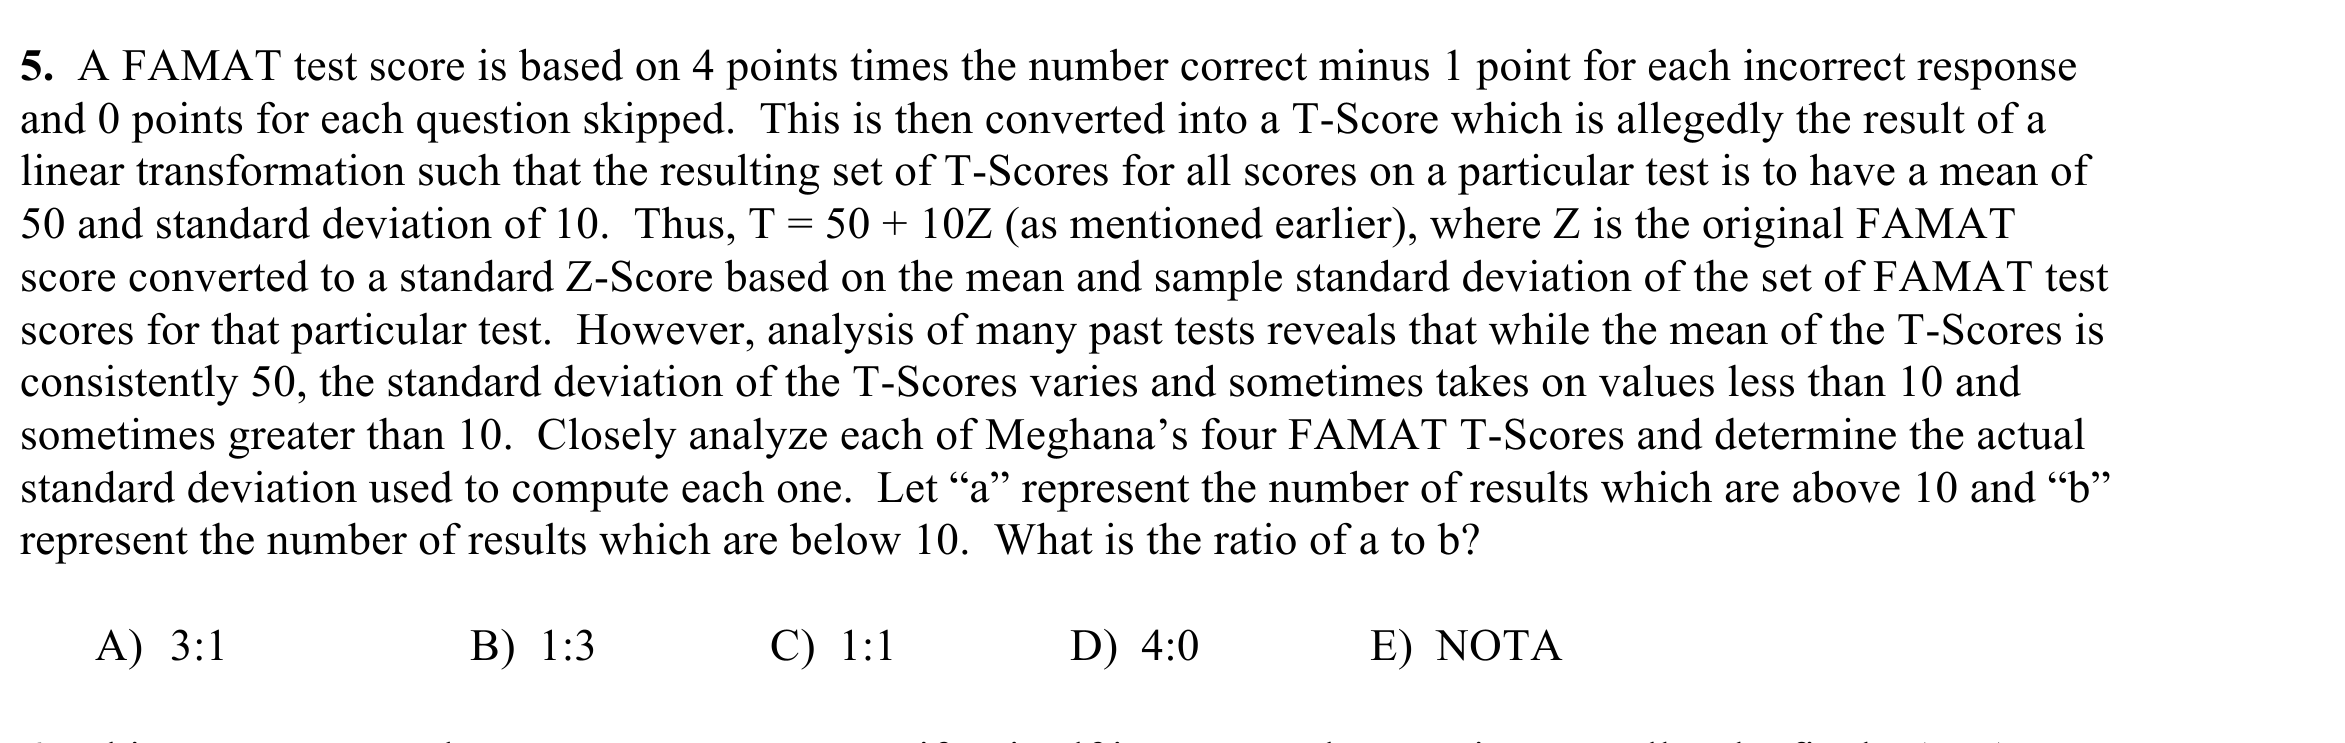 5. A FAMAT test score is based on 4 points times the number correct minus 1 point for each incorrect response
and 0 points for each question skipped. This is then converted into a T-Score which is allegedly the result of a
linear transformation such that the resulting set of T-Scores for all scores on a particular test is to have a mean of
50 and standard deviation of 10. Thus, T = 50 + 10Z (as mentioned earlier), where Z is the original FAMAT
score converted to a standard Z-Score based on the mean and sample standard deviation of the set of FAMAT test
scores for that particular test. However, analysis of many past tests reveals that while the mean of the T-Scores is
consistently 50, the standard deviation of the T-Scores varies and sometimes takes on values less than 10 and
sometimes greater than 10. Closely analyze each of Meghana's four FAMAT T-Scores and determine the actual
standard deviation used to compute each one. Let “a” represent the number of results which are above 10 and “b”
represent the number of results which are below 10. What is the ratio of a to b?
A) 3:1 B) 1:3 C) 1:1 D) 4:0 E) NOTA